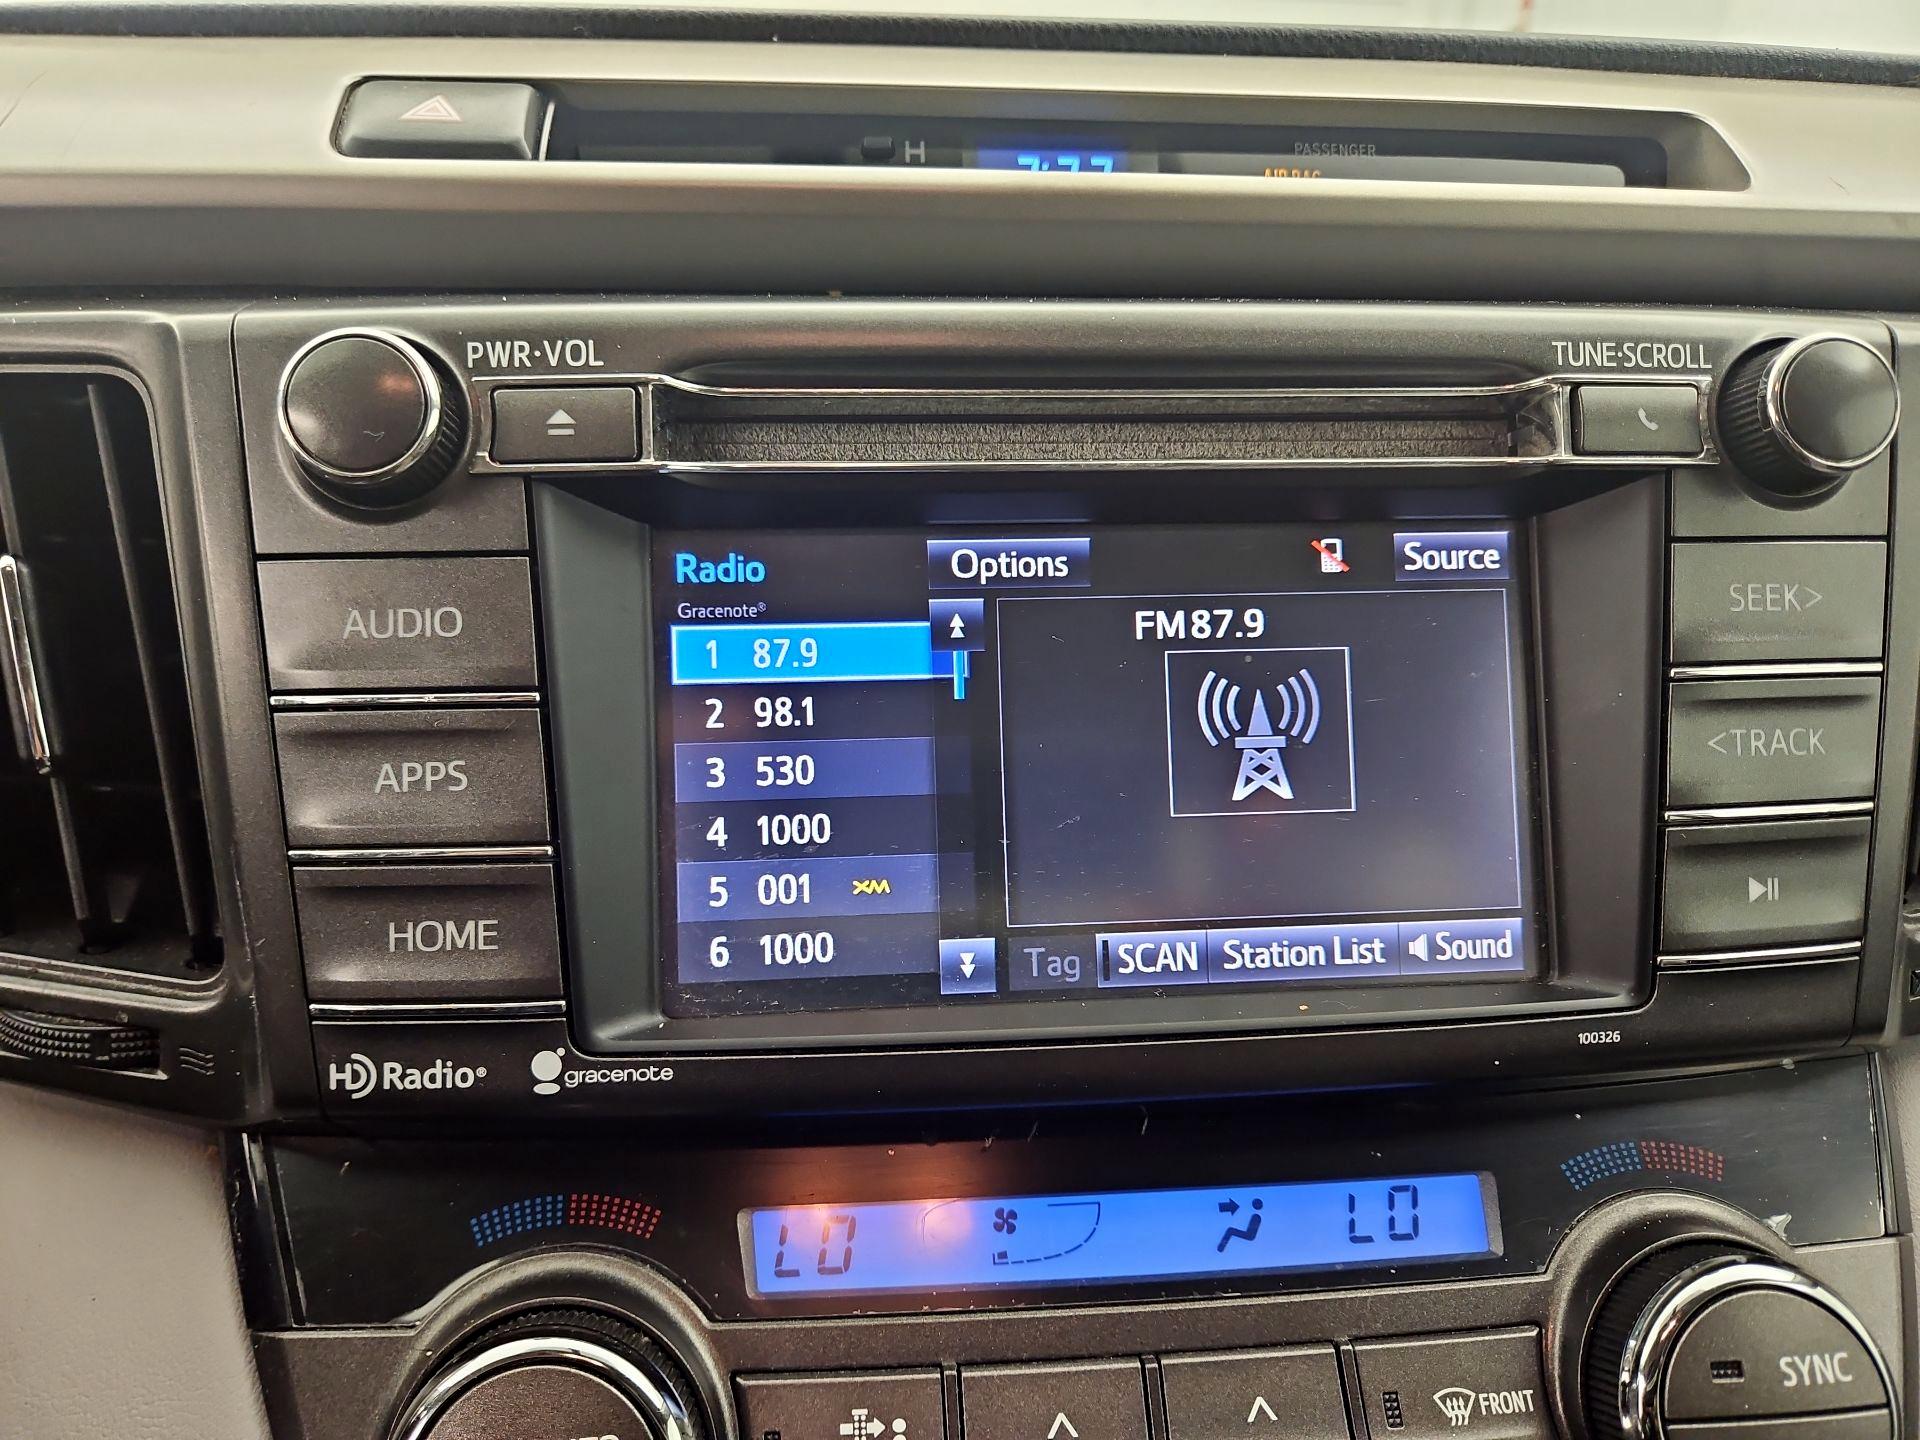 H
PASSENGER
AIR BAG
PWR·VOL
TUNE·SCROLL
AUDIO
APPS
HOME
SEEK>
<TRACK
Radio
Options
Source
Gracenote®
1 87.9
2 98.1
3 530
4 1000
5 001 XM
6 1000
FM 87.9
Tag
SCAN
Station List
Sound
HD Radio®
gracenote
100326
LO
LO
FRONT
SYNC